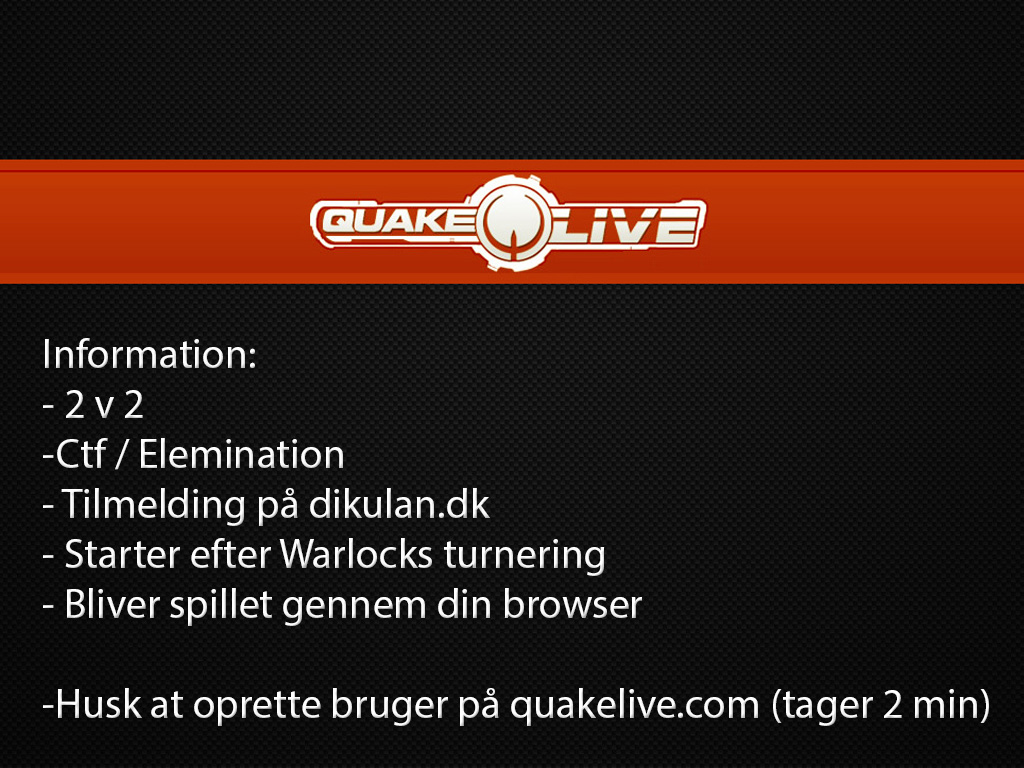 QUAKE LIVE
Information:
- 2 v 2
-Ctf / Elemination
- Tilmelding på dikulan.dk
- Starter efter Warlocks turnering
- Bliver spillet gennem din browser
-Husk at oprette bruger på quakelive.com (tager 2 min)